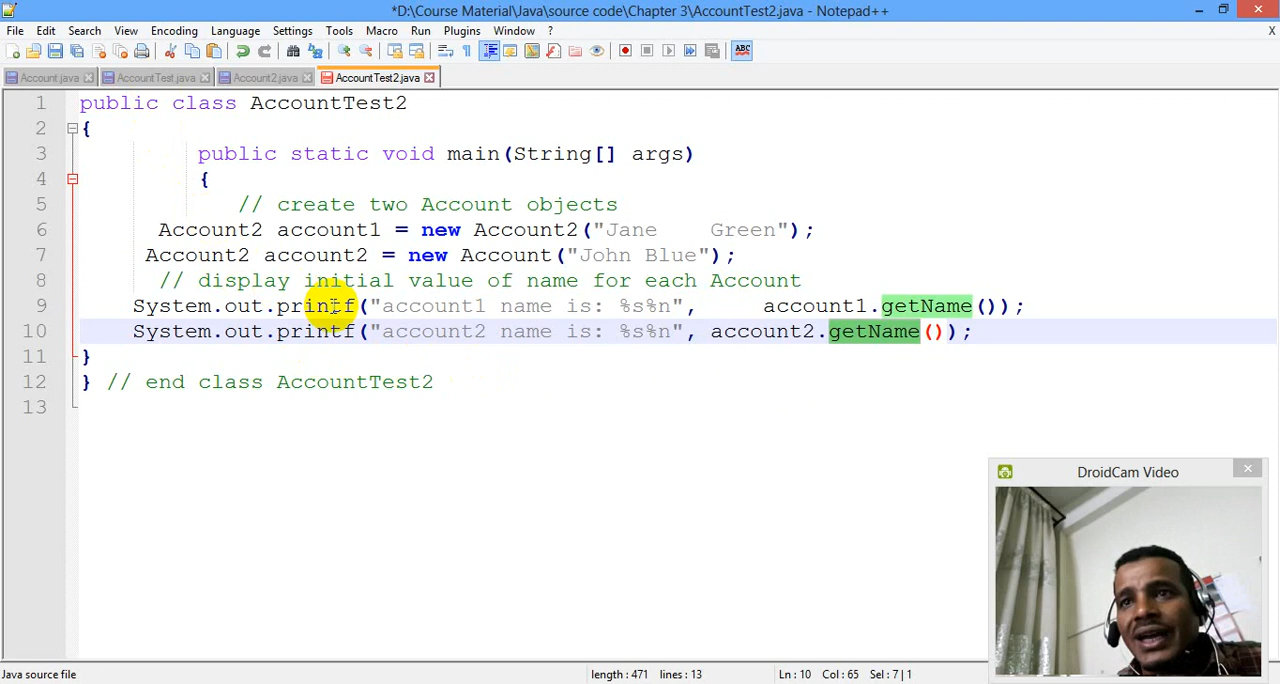 *D:\Course Material\Java\source code\Chapter 3\AccountTest2.java - Notepad++
File Edit Search View Encoding Language Settings Tools Macro Run Plugins Window ? X
Account.java AccountTest.java Account2.java AccountTest2.java
1 public class AccountTest2
2 {
3 public static void main(String[] args)
4 {
5 // create two Account objects
6 Account2 account1 = new Account2("Jane    Green");
7 Account2 account2 = new Account("John Blue");
8 // display initial value of name for each Account
9 System.out.printf("account1 name is: %s%n",     account1.getName());
10 System.out.printf("account2 name is: %s%n", account2.getName());
11 }
12 } // end class AccountTest2
13
DroidCam Video
Java source file length : 471 lines : 13 Ln : 10 Col : 65 Sel : 7 | 1